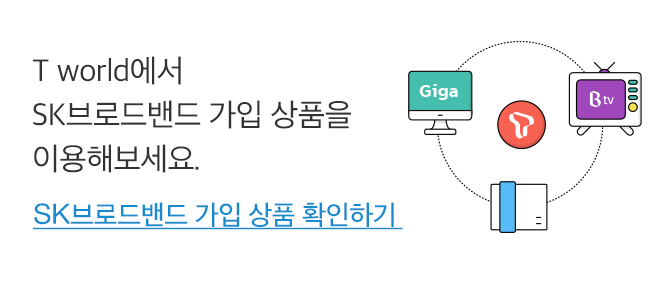 T world에서
SK브로드밴드 가입 상품을
이용해보세요.
SK브로드밴드 가입 상품 확인하기
Giga
B tv